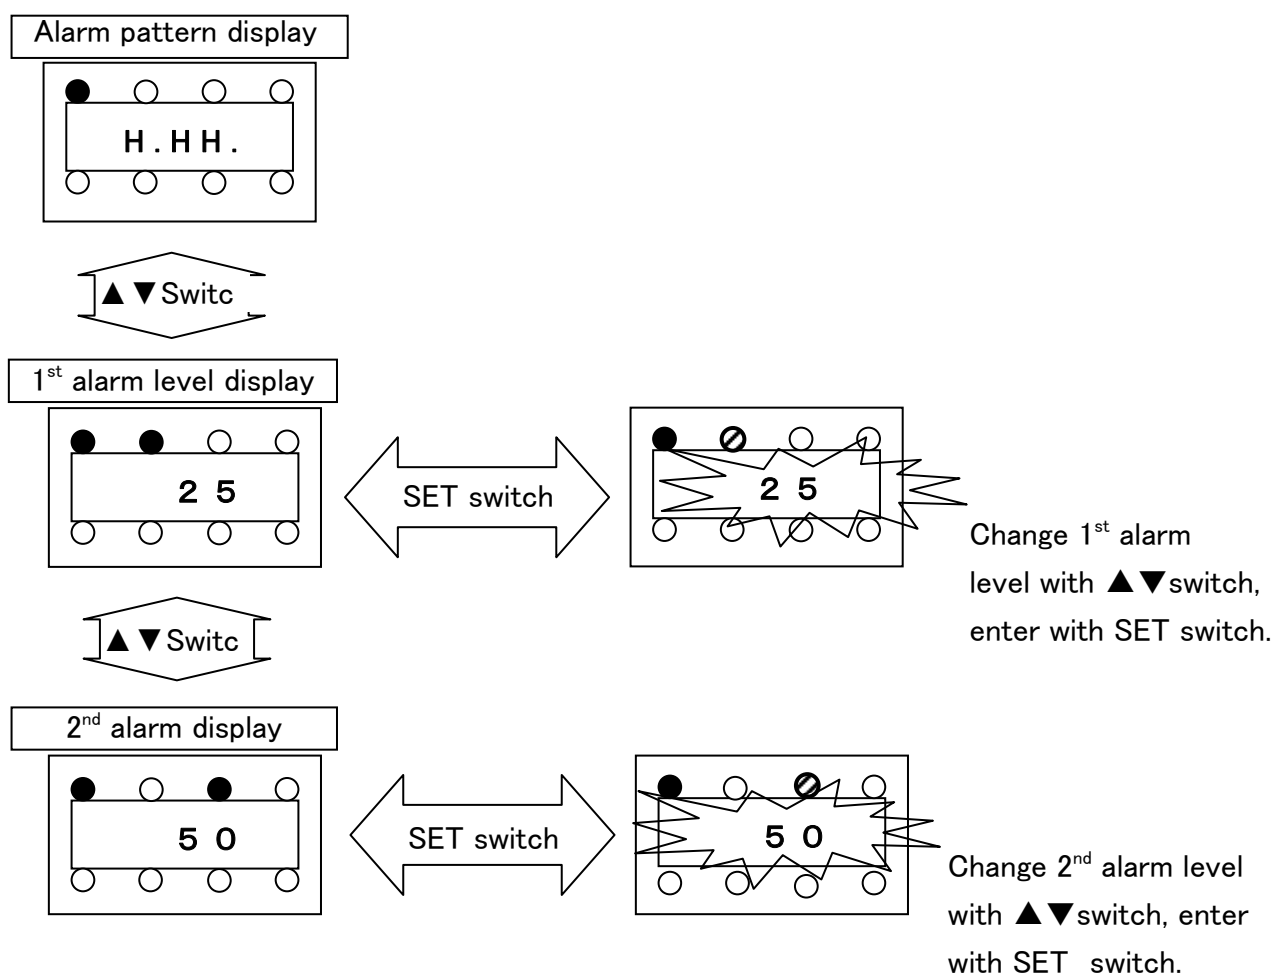 Alarm pattern display
H.HH.
▲▼Switc
1st alarm level display
25
SET switch
25
Change 1st alarm
level with ▲▼switch,
enter with SET switch.
▲▼Switc
2nd alarm display
50
SET switch
50
Change 2nd alarm level
with ▲▼switch, enter
with SET switch.